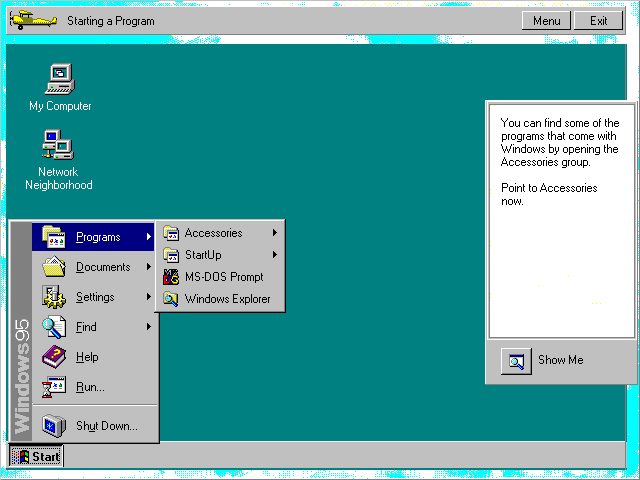 Starting a Program
Menu
Exit
My Computer
Network
Neighborhood
You can find some of the
programs that come with
Windows by opening the
Accessories group.
Point to Accessories
now.
Show Me
Programs
Documents
Settings
Find
Help
Run...
Shut Down...
Accessories
StartUp
MS-DOS Prompt
Windows Explorer
Windows95
Start